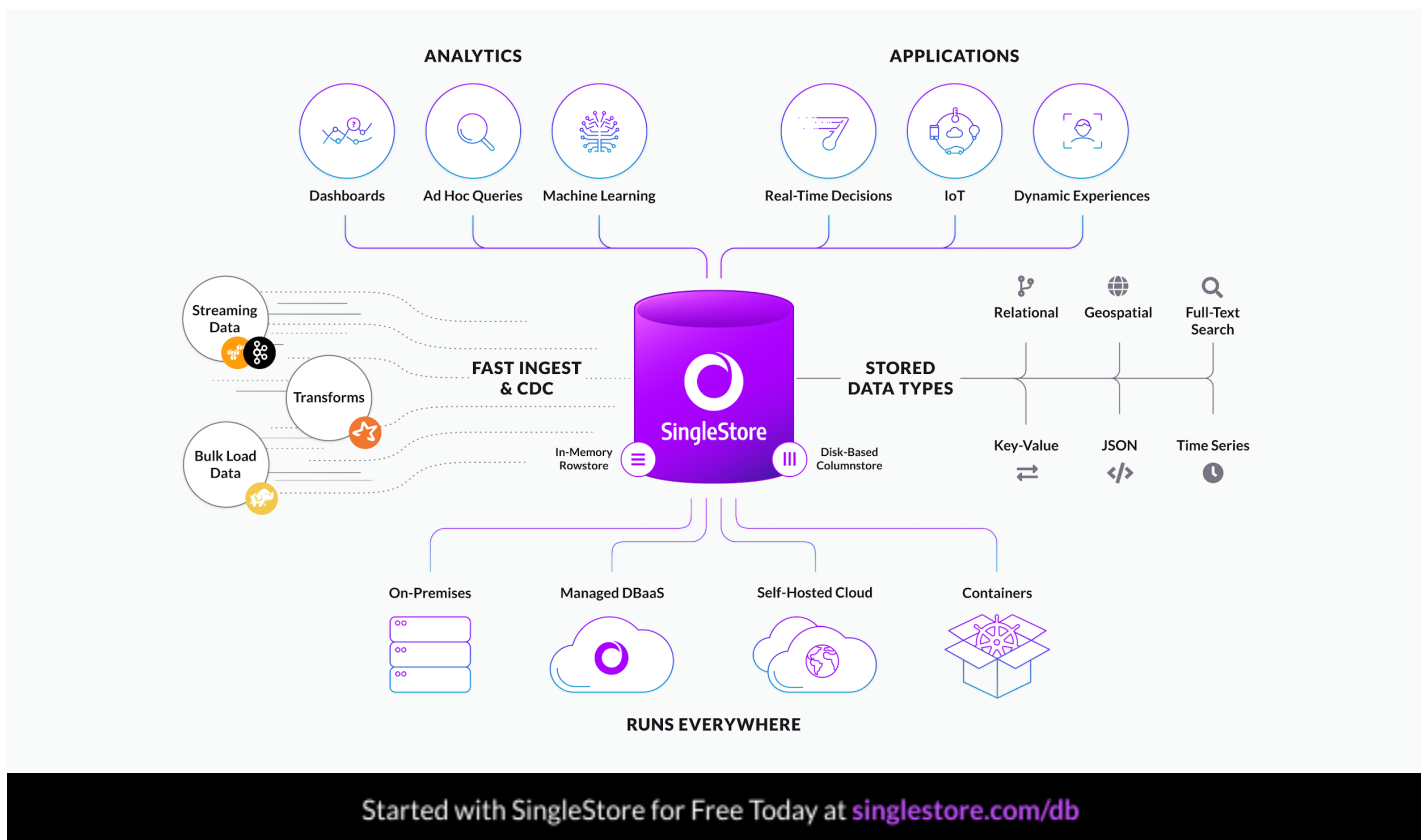 ANALYTICS
APPLICATIONS
?
Dashboards
Ad Hoc Queries
Machine Learning
Real-Time Decisions
IoT
Dynamic Experiences
Streaming
Data
Transforms
Bulk Load
Data
FAST INGEST
& CDC
SingleStore
In-Memory
Rowstore
Disk-Based
Columnstore
STORED
DATA TYPES
Relational
Geospatial
Full-Text
Search
Key-Value
JSON
Time Series
</>
On-Premises
Managed DBaaS
Self-Hosted Cloud
Containers
RUNS EVERYWHERE
Started with SingleStore for Free Today at singlestore.com/db